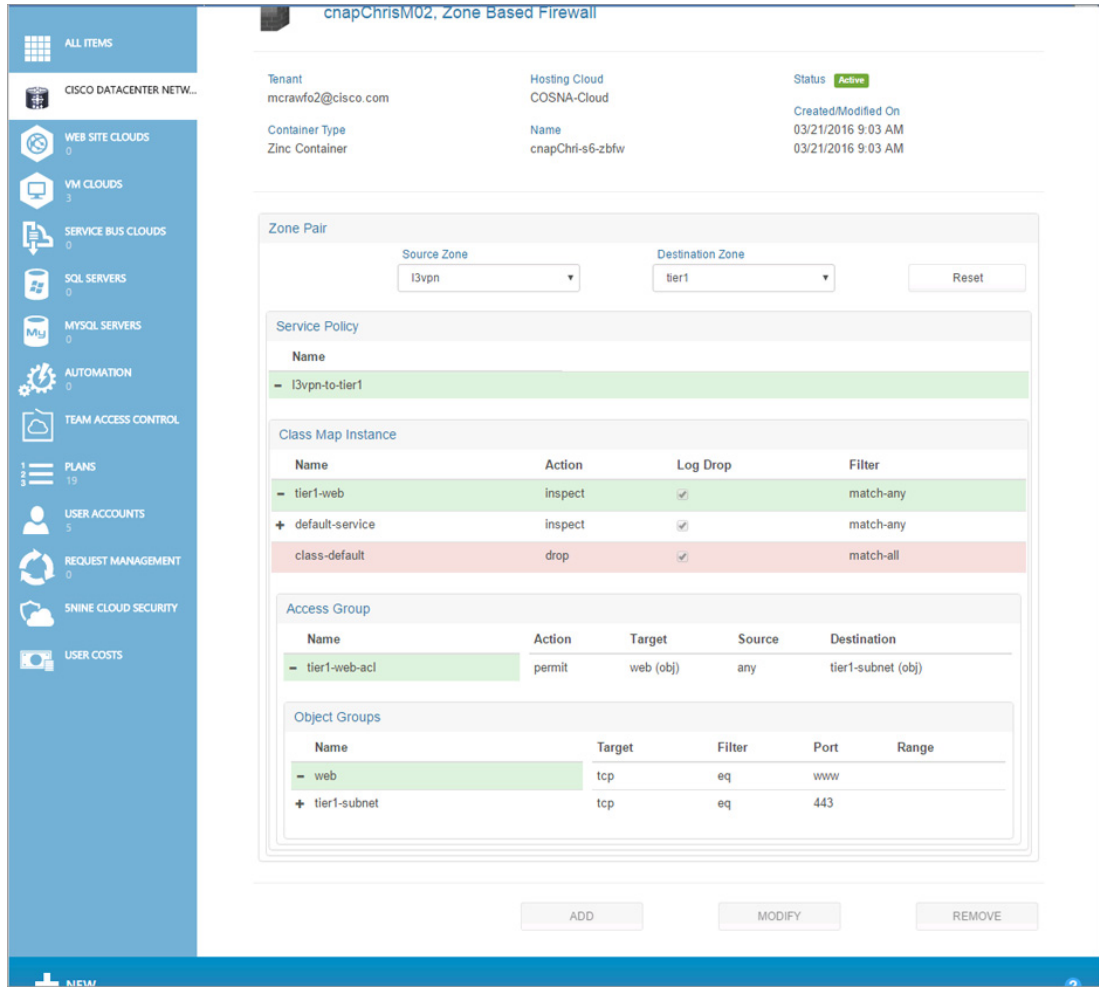 cnapChrisM02, Zone Based Firewall
ALL ITEMS
CISCO DATACENTER NETW...
WEB SITE CLOUDS
0
VM CLOUDS
3
SERVICE BUS CLOUDS
0
SQL SERVERS
0
My
MYSQL SERVERS
0
AUTOMATION
0
TEAM ACCESS CONTROL
1
2
3
PLANS
19
USER ACCOUNTS
5
REQUEST MANAGEMENT
0
5NINE CLOUD SECURITY
USER COSTS
Tenant Hosting Cloud Status Active
mcrawfo2@cisco.com COSNA-Cloud
Created/Modified On
Container Type Name 03/21/2016 9:03 AM
Zinc Container cnapChri-s6-zbfw 03/21/2016 9:03 AM
Zone Pair
Source Zone Destination Zone
l3vpn tier1 Reset
Service Policy
Name
− l3vpn-to-tier1
Class Map Instance
Name Action Log Drop Filter
− tier1-web inspect match-any
+ default-service inspect match-any
class-default drop match-all
Access Group
Name Action Target Source Destination
− tier1-web-acl permit web (obj) any tier1-subnet (obj)
Object Groups
Name Target Filter Port Range
− web tcp eq www
+ tier1-subnet tcp eq 443
ADD MODIFY REMOVE
NEW ?